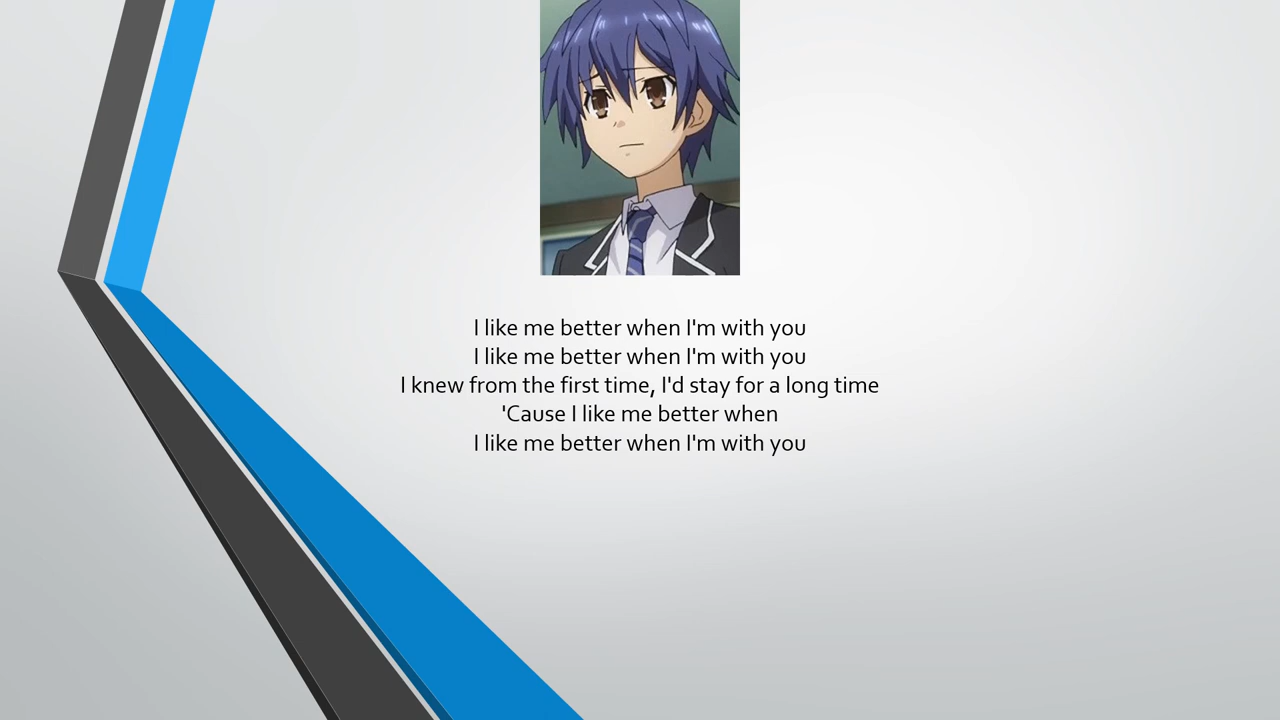 I like me better when I'm with you
I like me better when I'm with you
I knew from the first time, I'd stay for a long time
'Cause I like me better when
I like me better when I'm with you